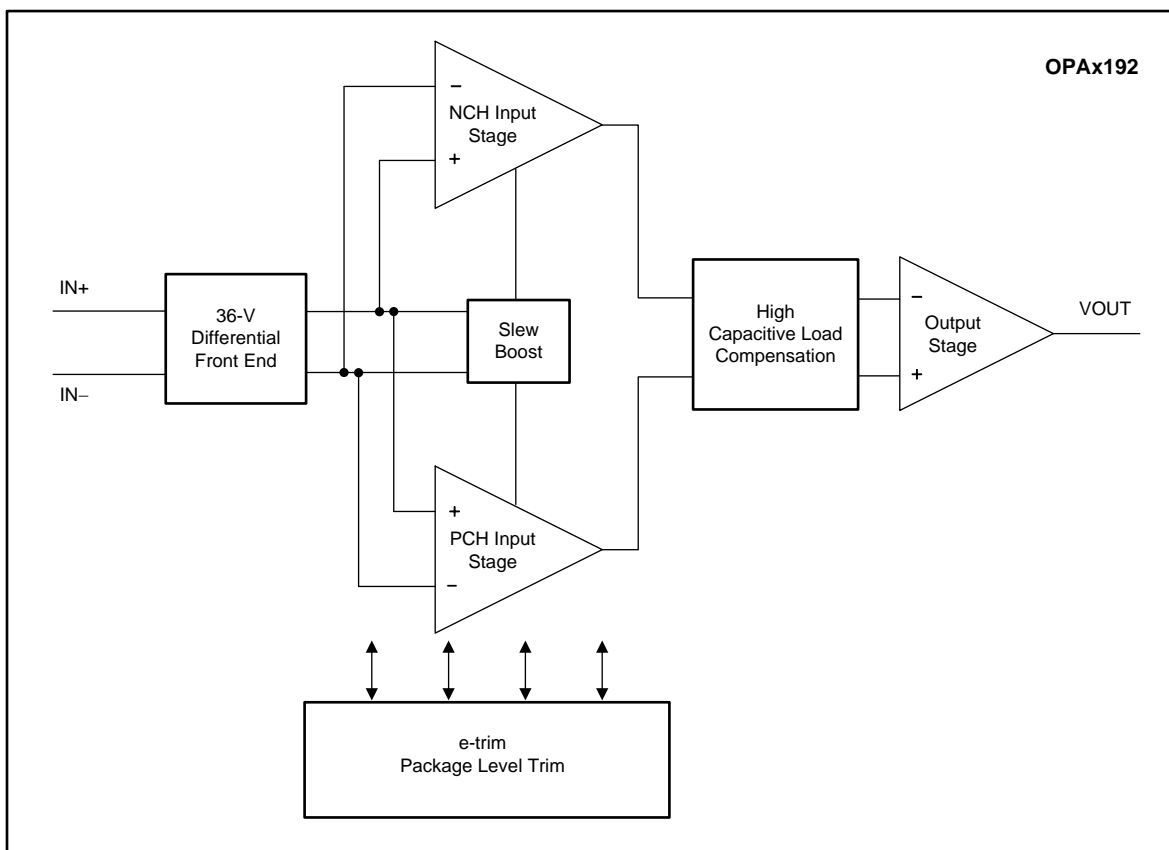 OPAx192
−
NCH Input
Stage
+
IN+
IN−
36-V
Differential
Front End
Slew
Boost
High
Capacitive Load
Compensation
−
Output
Stage
+
VOUT
+
PCH Input
Stage
−
e-trim
Package Level Trim